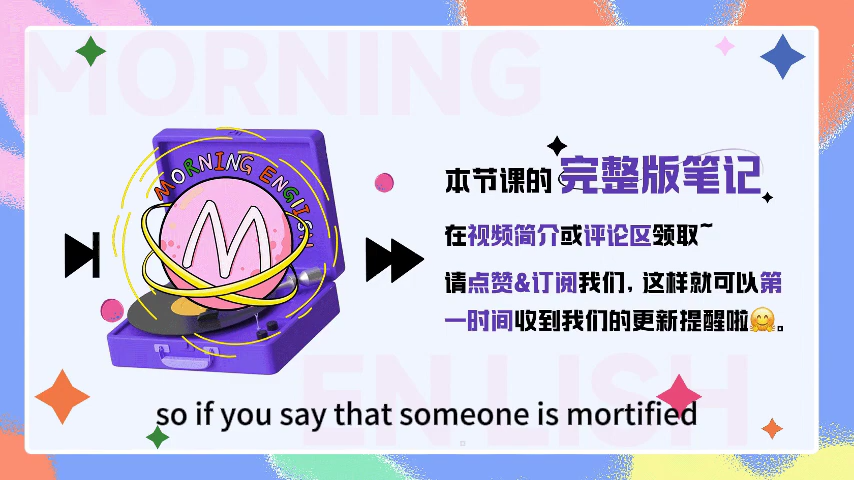 MORNING
MORNING ENGLISH
M
本节课的 完整版笔记
在视频简介或评论区领取~
请点赞&订阅我们，这样就可以第
一时间收到我们的更新提醒啦🤗。
EN LISH
so if you say that someone is mortified